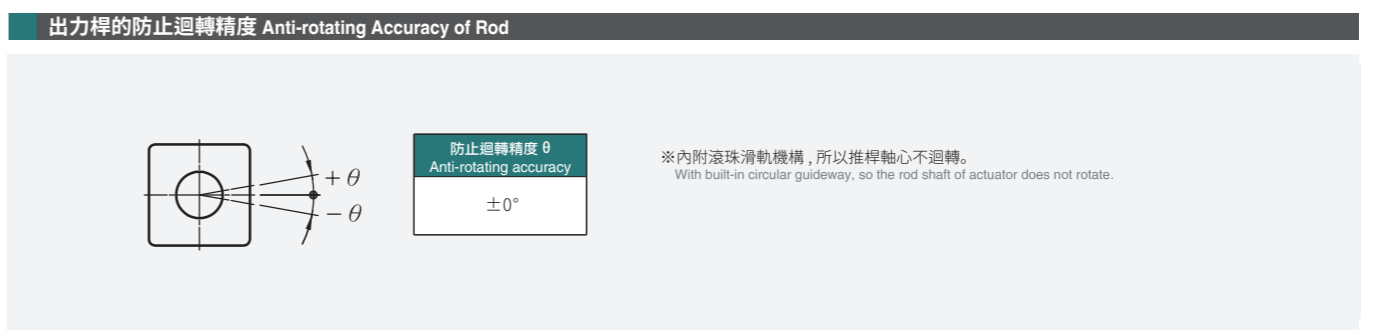 出力桿的防止迴轉精度 Anti-rotating Accuracy of Rod
+ θ
− θ
防止迴轉精度 θ
Anti-rotating accuracy
±0°
※內附滾珠滑軌機構 , 所以推桿軸心不迴轉。
With built-in circular guideway, so the rod shaft of actuator does not rotate.